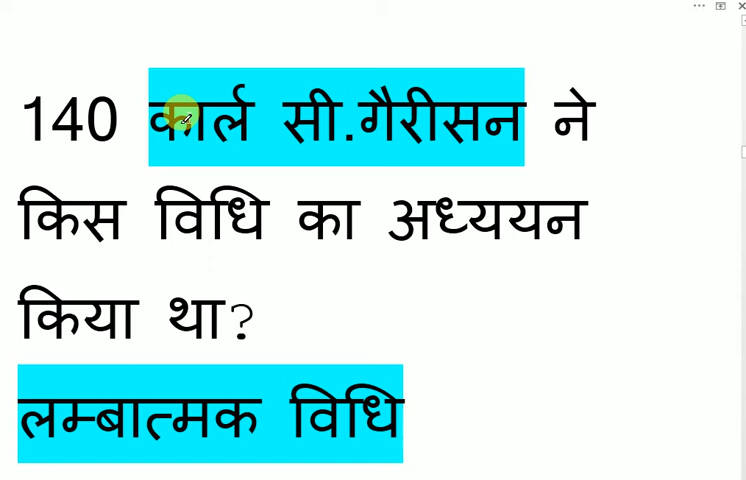 140 कार्ल सी.गैरीसन ने
किस विधि का अध्ययन
किया था?
लम्बात्मक विधि